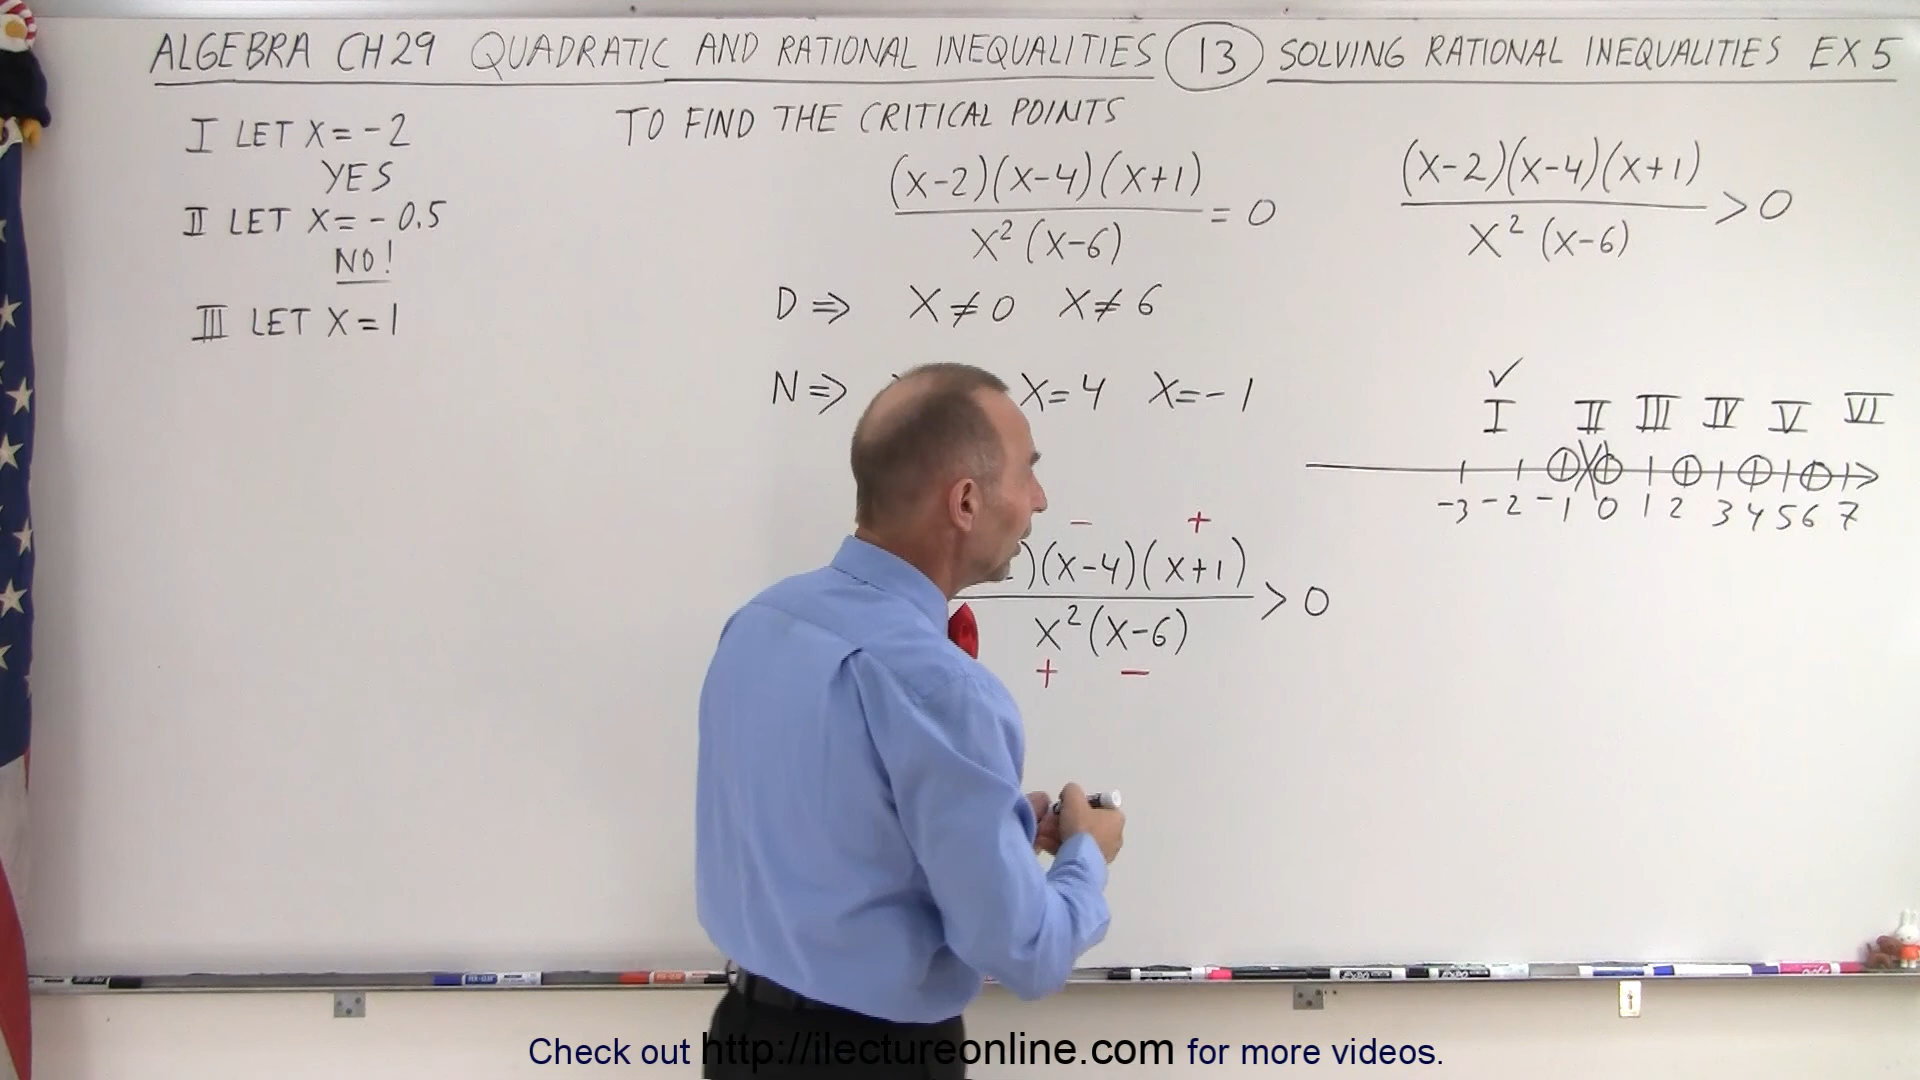 ALGEBRA CH 29 QUADRATIC AND RATIONAL INEQUALITIES 13 SOLVING RATIONAL INEQUALITIES EX 5
I LET X = -2
YES
II LET X = -0.5
NO!
III LET X = 1
TO FIND THE CRITICAL POINTS
(x-2)(x-4)(x+1)
= 0
x² (x-6)
D ⇒ X ≠ 0 X ≠ 6
N ⇒ X=4 X=-1
- +
)(x-4)(x+1)
> 0
x²(x-6)
+ -
(x-2)(x-4)(x+1)
> 0
x² (x-6)
✓
I II III IV V VI
-3 -2 -1 0 1 2 3 4 5 6 7
Check out http://ilectureonline.com for more videos.